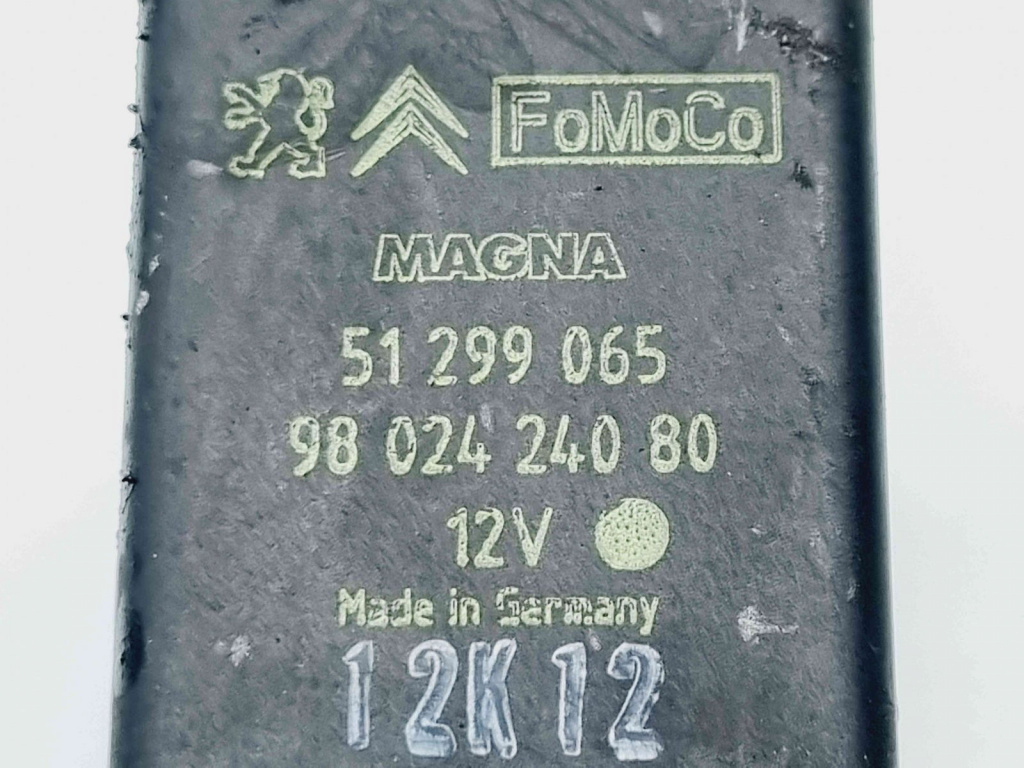 FoMoCo
MAGNA
51 299 065
98 024 240 80
12V
Made in Germany
12K12